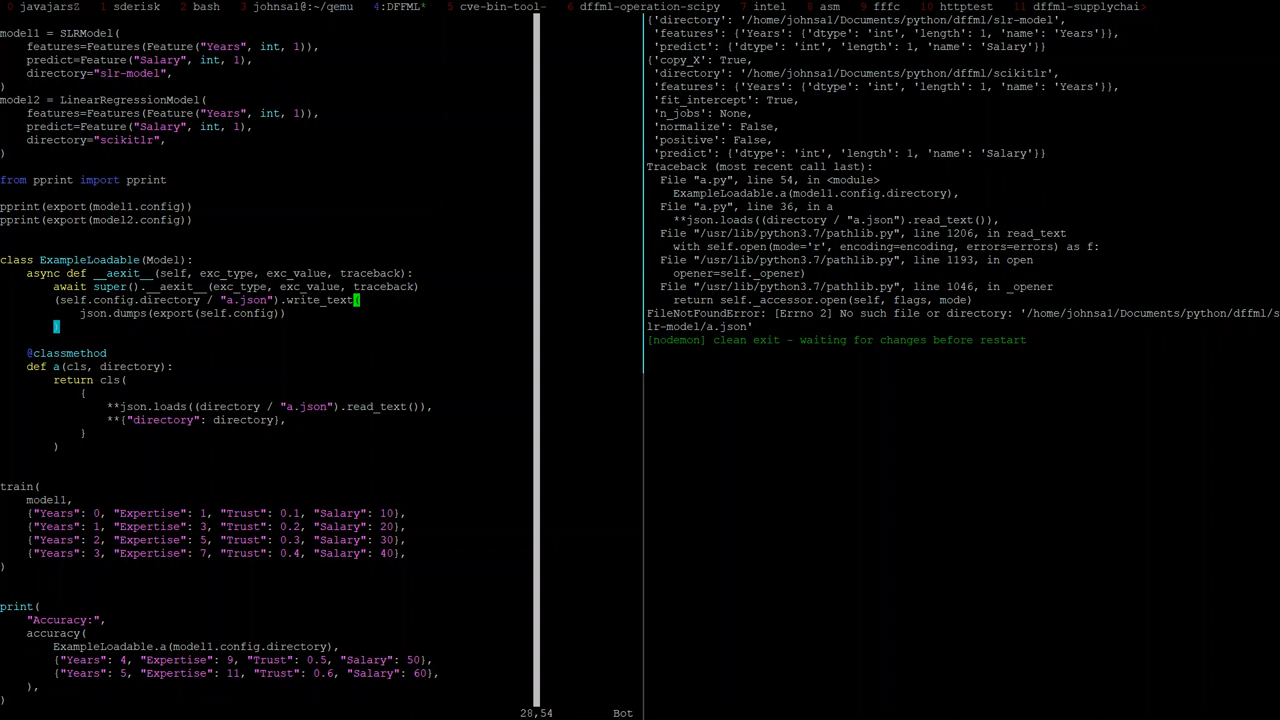 0 javajarsZ 1 sderisk 2 bash 3 johnsal@:~/qemu 4:DFFML* 5 cve-bin-tool- 6 dffml-operation-scipy 7 intel 8 asm 9 fffc 10 httptest 11 dffml-supplychai>
model1 = SLRModel(
    features=Features(Feature("Years", int, 1)),
    predict=Feature("Salary", int, 1),
    directory="slr-model",
)
model2 = LinearRegressionModel(
    features=Features(Feature("Years", int, 1)),
    predict=Feature("Salary", int, 1),
    directory="scikitlr",
)
from pprint import pprint
pprint(export(model1.config))
pprint(export(model2.config))
class ExampleLoadable(Model):
    async def __aexit__(self, exc_type, exc_value, traceback):
        await super().__aexit__(exc_type, exc_value, traceback)
        (self.config.directory / "a.json").write_text(
            json.dumps(export(self.config))
        )
    @classmethod
    def a(cls, directory):
        return cls(
            {
                **json.loads((directory / "a.json").read_text()),
                **{"directory": directory},
            }
        )
train(
    model1,
    {"Years": 0, "Expertise": 1, "Trust": 0.1, "Salary": 10},
    {"Years": 1, "Expertise": 3, "Trust": 0.2, "Salary": 20},
    {"Years": 2, "Expertise": 5, "Trust": 0.3, "Salary": 30},
    {"Years": 3, "Expertise": 7, "Trust": 0.4, "Salary": 40},
)
print(
    "Accuracy:",
    accuracy(
        ExampleLoadable.a(model1.config.directory),
        {"Years": 4, "Expertise": 9, "Trust": 0.5, "Salary": 50},
        {"Years": 5, "Expertise": 11, "Trust": 0.6, "Salary": 60},
    ),
)
28,54 Bot
{'directory': '/home/johnsa1/Documents/python/dffml/slr-model',
 'features': {'Years': {'dtype': 'int', 'length': 1, 'name': 'Years'}},
 'predict': {'dtype': 'int', 'length': 1, 'name': 'Salary'}}
{'copy_X': True,
 'directory': '/home/johnsa1/Documents/python/dffml/scikitlr',
 'features': {'Years': {'dtype': 'int', 'length': 1, 'name': 'Years'}},
 'fit_intercept': True,
 'n_jobs': None,
 'normalize': False,
 'positive': False,
 'predict': {'dtype': 'int', 'length': 1, 'name': 'Salary'}}
Traceback (most recent call last):
  File "a.py", line 54, in <module>
    ExampleLoadable.a(model1.config.directory),
  File "a.py", line 36, in a
    **json.loads((directory / "a.json").read_text()),
  File "/usr/lib/python3.7/pathlib.py", line 1206, in read_text
    with self.open(mode='r', encoding=encoding, errors=errors) as f:
  File "/usr/lib/python3.7/pathlib.py", line 1193, in open
    opener=self._opener)
  File "/usr/lib/python3.7/pathlib.py", line 1046, in _opener
    return self._accessor.open(self, flags, mode)
FileNotFoundError: [Errno 2] No such file or directory: '/home/johnsa1/Documents/python/dffml/s
lr-model/a.json'
[nodemon] clean exit - waiting for changes before restart